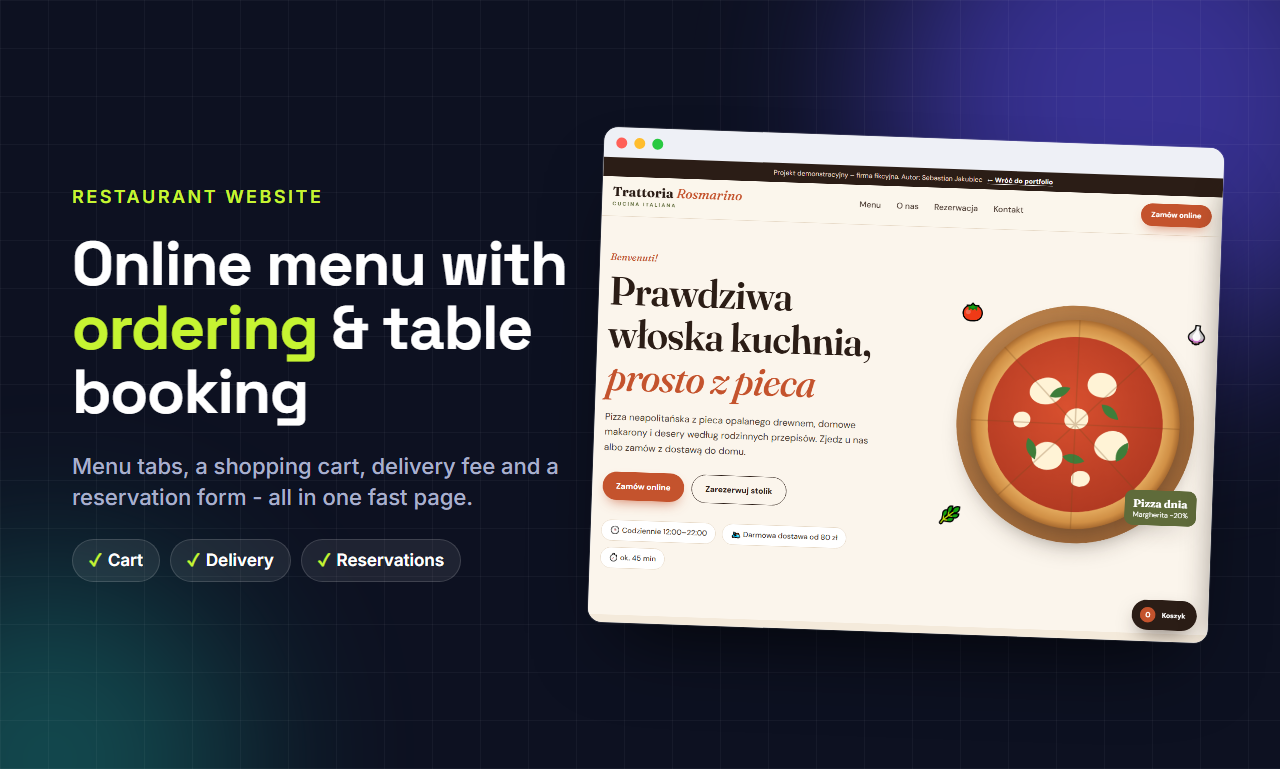 RESTAURANT WEBSITE
Online menu with
ordering & table
booking
Menu tabs, a shopping cart, delivery fee and a
reservation form - all in one fast page.
✓ Cart
✓ Delivery
✓ Reservations
Projekt demonstracyjny – firma fikcyjna. Autor: Sebastian Jakubiec ← Wróć do portfolio
Trattoria Rosmarino
CUCINA ITALIANA
Menu
O nas
Rezerwacja
Kontakt
Zamów online
Benvenuti!
Prawdziwa
włoska kuchnia,
prosto z pieca
Pizza neapolitańska z pieca opalanego drewnem, domowe
makarony i desery według rodzinnych przepisów. Zjedz u nas
albo zamów z dostawą do domu.
Zamów online
Zarezerwuj stolik
Codziennie 12:00–22:00
Darmowa dostawa od 80 zł
ok. 45 min
Pizza dnia
Margherita -20%
0 Koszyk